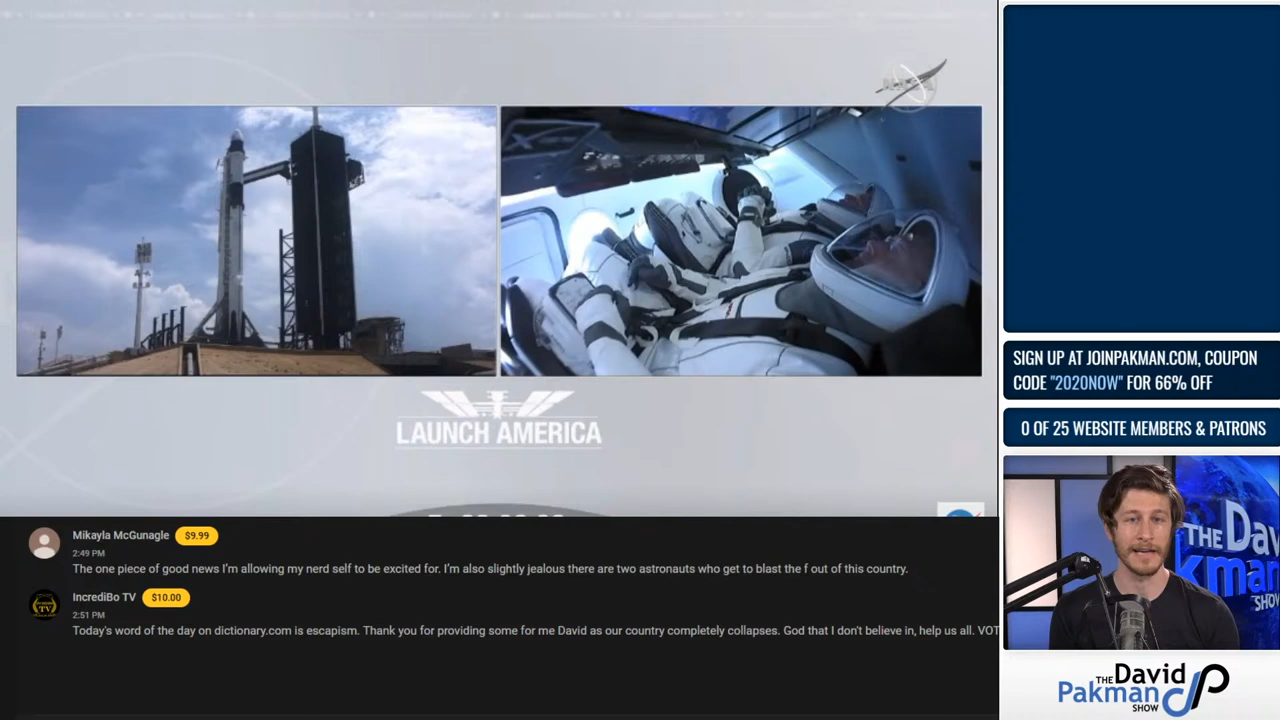 LAUNCH AMERICA
Mikayla McGunagle $9.99
2:49 PM
The one piece of good news I'm allowing my nerd self to be excited for. I'm also slightly jealous there are two astronauts who get to blast the f out of this country.
IncrediBo TV $10.00
2:51 PM
Today's word of the day on dictionary.com is escapism. Thank you for providing some for me David as our country completely collapses. God that I don't believe in, help us all. VOT
SIGN UP AT JOINPAKMAN.COM, COUPON
CODE "2020NOW" FOR 66% OFF
0 OF 25 WEBSITE MEMBERS & PATRONS
THE Dav
kman
SHO
THE David
Pakman
SHOW